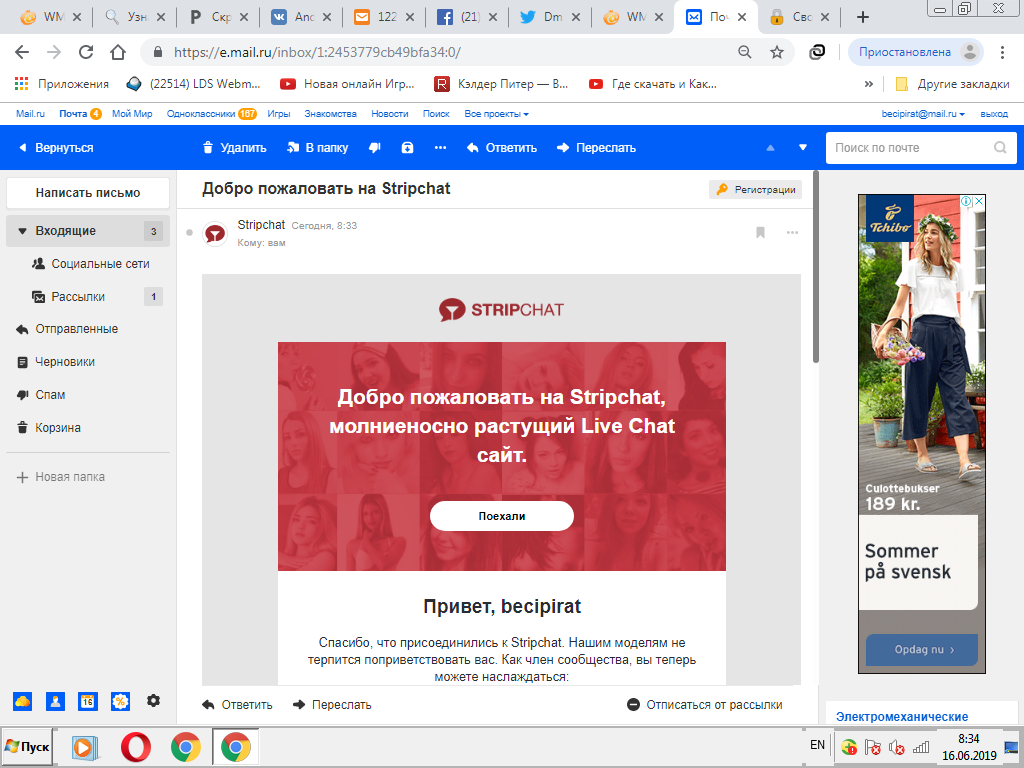 WM
Узн
Скр
Anc
122
(21)
Dm
WM
По
Сво
https://e.mail.ru/inbox/1:2453779cb49bfa34:0/
Приостановлена
Приложения
(22514) LDS Webm...
Новая онлайн Игр...
Кэлдер Питер — В...
Где скачать и Как...
»
Другие закладки
Mail.ru
Почта 4
Мой Мир
Одноклассники 187
Игры
Знакомства
Новости
Поиск
Все проекты
becipirat@mail.ru
выход
Вернуться
Удалить
В папку
Ответить
Переслать
Поиск по почте
Написать письмо
Входящие 3
Социальные сети
Рассылки 1
Отправленные
Черновики
Спам
Корзина
Новая папка
16
Добро пожаловать на Stripchat
Регистрации
Stripchat Сегодня, 8:33
Кому: вам
STRIPCHAT
Добро пожаловать на Stripchat,
молниеносно растущий Live Chat
сайт.
Поехали
Привет, becipirat
Спасибо, что присоединились к Stripchat. Нашим моделям не
терпится поприветствовать вас. Как член сообщества, вы теперь
можете наслаждаться:
Ответить
Переслать
Отписаться от рассылки
Tchibo
Culottebukser
189 kr.
Sommer
på svensk
Opdag nu ›
Электромеханические
Пуск
EN
8:34
16.06.2019